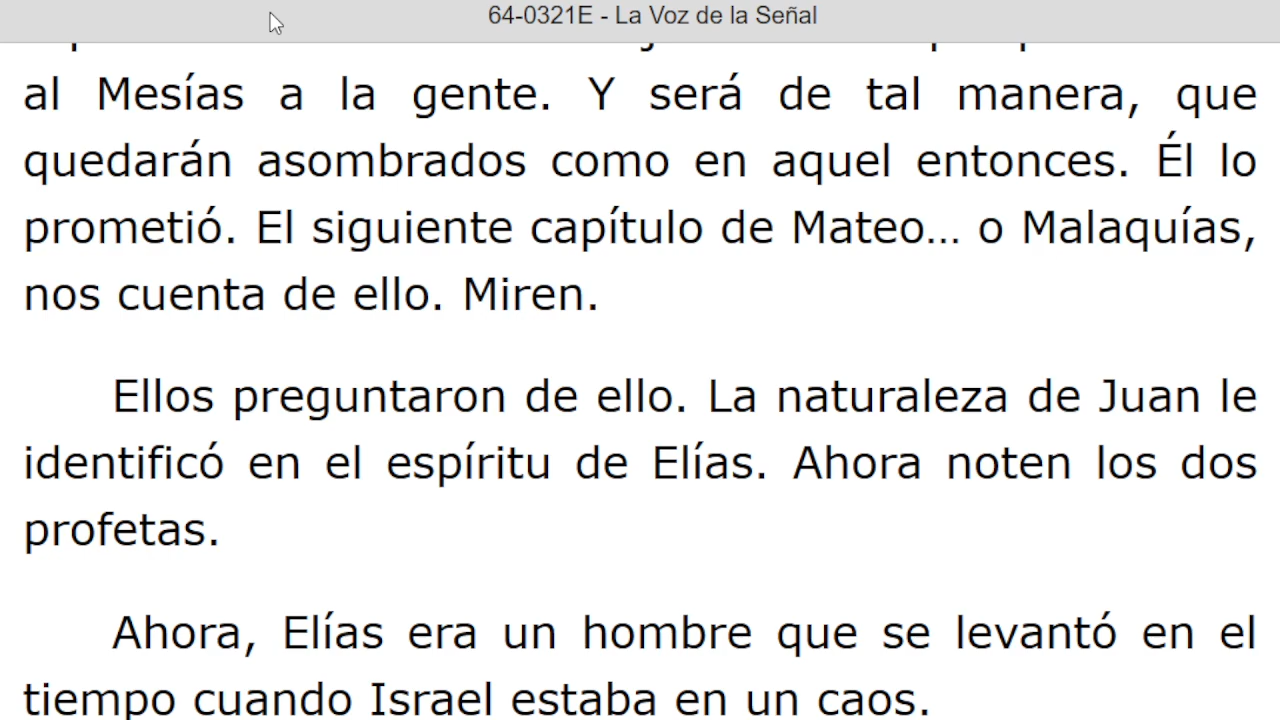 64-0321E - La Voz de la Señal
al Mesías a la gente. Y será de tal manera, que
quedarán asombrados como en aquel entonces. Él lo
prometió. El siguiente capítulo de Mateo... o Malaquías,
nos cuenta de ello. Miren.
Ellos preguntaron de ello. La naturaleza de Juan le
identificó en el espíritu de Elías. Ahora noten los dos
profetas.
Ahora, Elías era un hombre que se levantó en el
tiempo cuando Israel estaba en un caos.